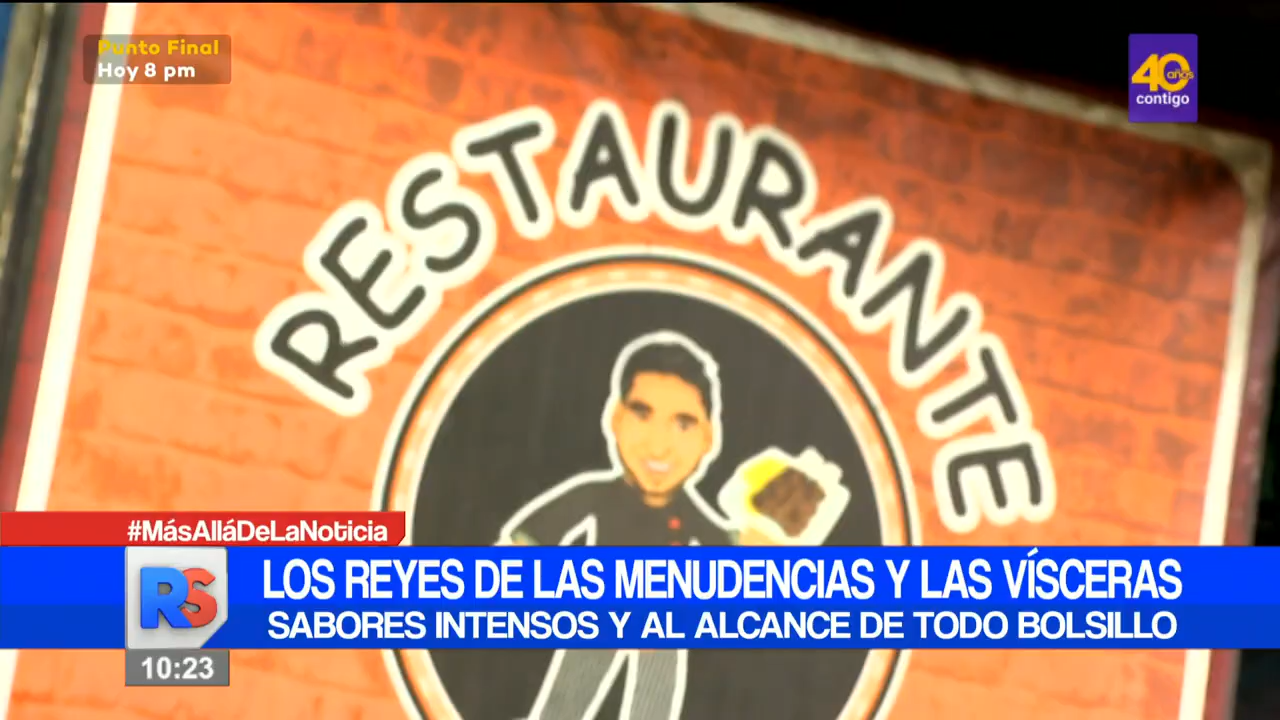 Punto Final
Hoy 8 pm
40 años
contigo
RESTAURANTE
#MásAlláDeLaNoticia
RS
LOS REYES DE LAS MENUDENCIAS Y LAS VÍSCERAS
SABORES INTENSOS Y AL ALCANCE DE TODO BOLSILLO
10:23